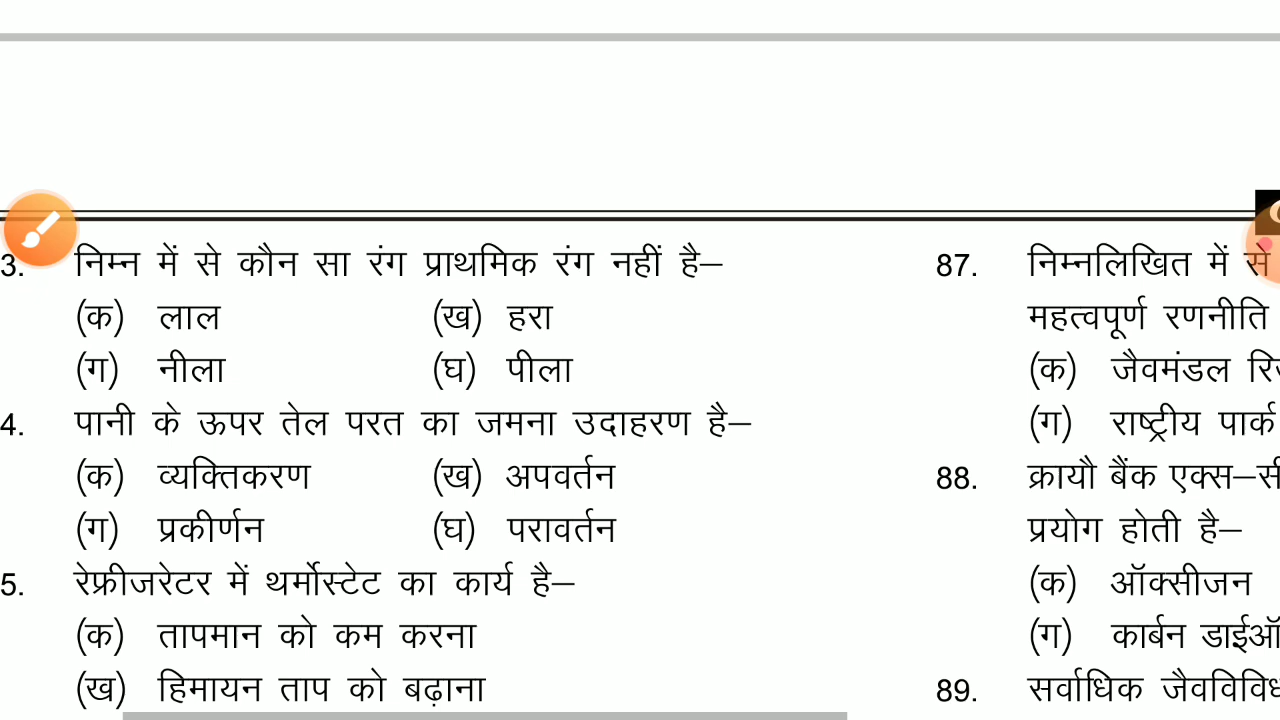 3. निम्न में से कौन सा रंग प्राथमिक रंग नहीं है–
(क) लाल (ख) हरा
(ग) नीला (घ) पीला
4. पानी के ऊपर तेल परत का जमना उदाहरण है–
(क) व्यक्तिकरण (ख) अपवर्तन
(ग) प्रकीर्णन (घ) परावर्तन
5. रेफ्रीजरेटर में थर्मोस्टेट का कार्य है–
(क) तापमान को कम करना
(ख) हिमायन ताप को बढ़ाना
87. निम्नलिखित में से
महत्वपूर्ण रणनीति
(क) जैवमंडल
(ग) राष्ट्रीय पार्क
88. क्रायौ बैंक एक्स–सी
प्रयोग होती है–
(क) ऑक्सीजन
(ग) कार्बन
89. सर्वाधिक